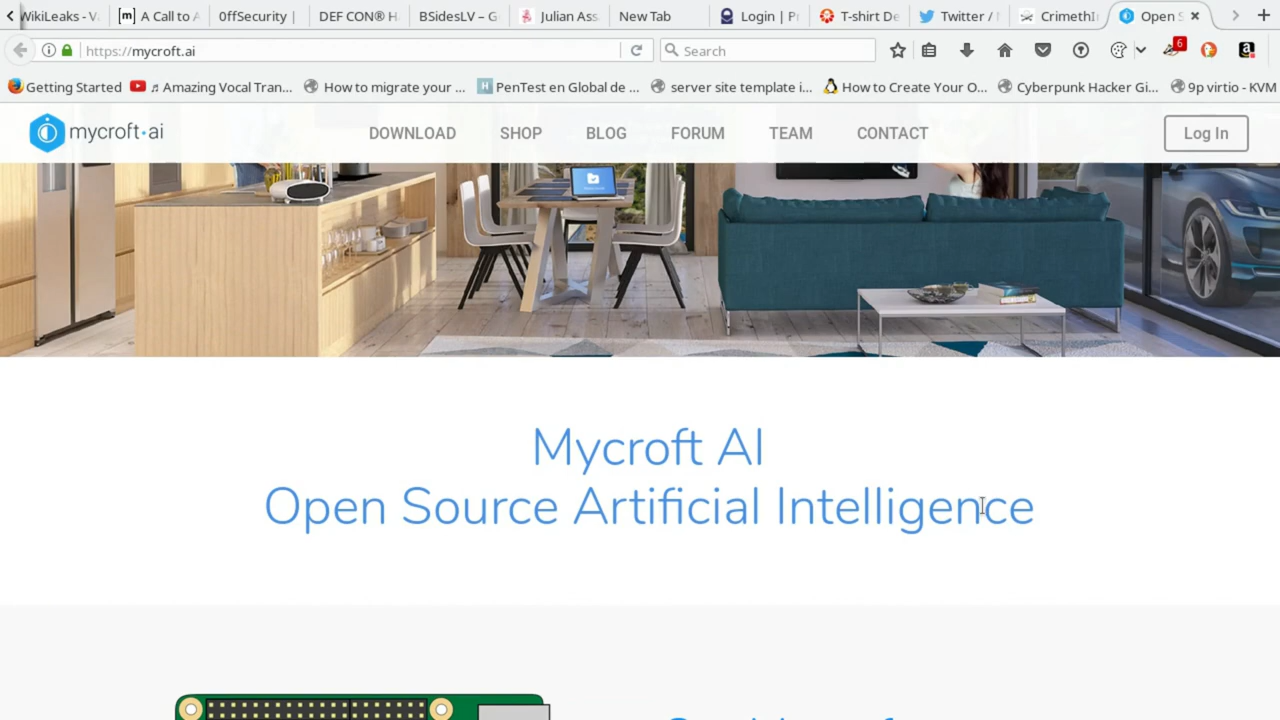 WikiLeaks - V
[m] A Call to A
0ffSecurity |
DEF CON® H
BSidesLV – G
Julian Ass
New Tab
Login | P
T-shirt De
Twitter /
CrimethI
Open S
https://mycroft.ai
Search
6
Getting Started
♬ Amazing Vocal Tran...
How to migrate your ...
H PenTest en Global de ...
server site template i...
How to Create Your O...
Cyberpunk Hacker Gi...
9p virtio - KVM
mycroft·ai
DOWNLOAD
SHOP
BLOG
FORUM
TEAM
CONTACT
Log In
Mycroft AI
Open Source Artificial Intelligence